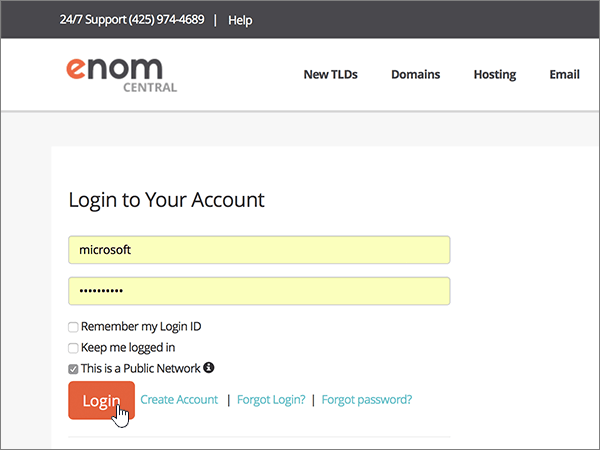 24/7 Support (425) 974-4689 | Help
enom
CENTRAL
New TLDs Domains Hosting Email
Login to Your Account
microsoft
••••••••••
Remember my Login ID
Keep me logged in
This is a Public Network
Login Create Account | Forgot Login? | Forgot password?